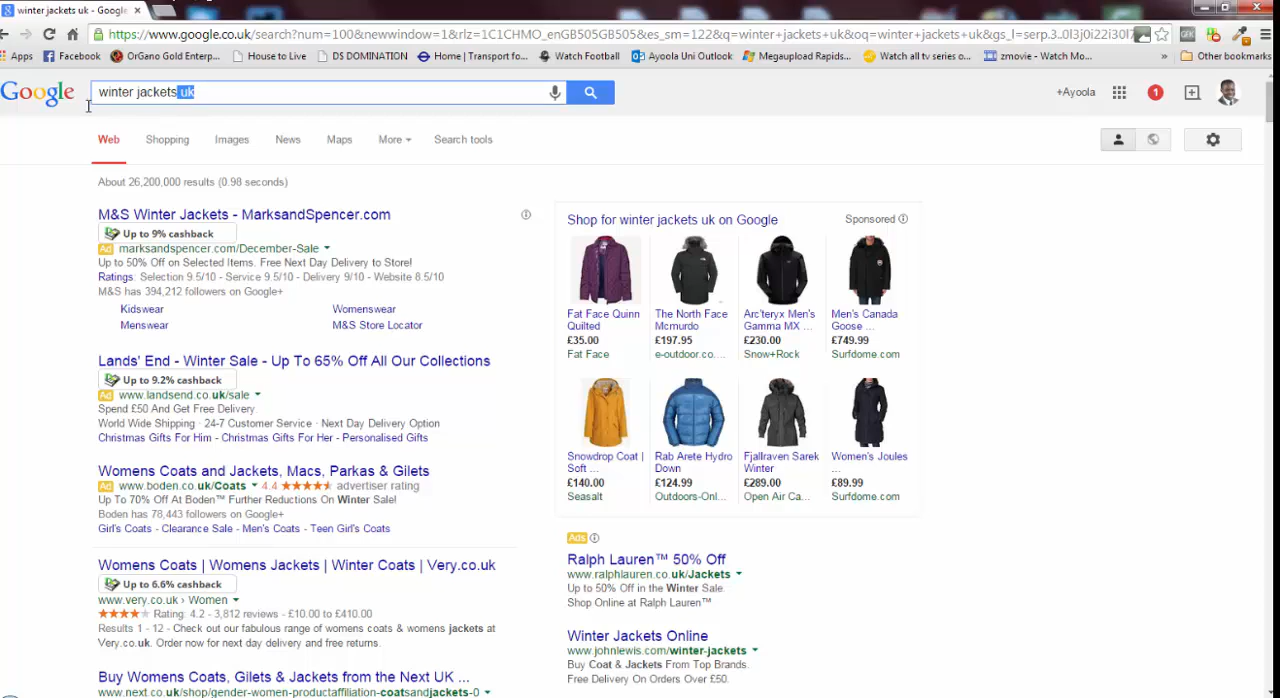 winter jackets uk - Google
https://www.google.co.uk/search?num=100&newwindow=1&rlz=1C1CHMO_enGB505GB505&es_sm=122&q=winter+jackets+uk&oq=winter+jackets+uk&gs_l=serp.3..0l3j0i22i30l7
Apps Facebook OrGano Gold Enterp... House to Live DS DOMINATION Home | Transport fo... Watch Football Ayoola Uni Outlook Megaupload Rapids... Watch all tv series o... zmovie - Watch Mo... » Other bookmarks
Google winter jackets uk +Ayoola 1
Web Shopping Images News Maps More Search tools
About 26,200,000 results (0.98 seconds)
M&S Winter Jackets - MarksandSpencer.com
Up to 9% cashback
Ad marksandspencer.com/December-Sale
Up to 50% Off on Selected Items. Free Next Day Delivery to Store!
Ratings: Selection 9.5/10 - Service 9.5/10 - Delivery 9/10 - Website 8.5/10
M&S has 394,212 followers on Google+
Kidswear Womenswear
Menswear M&S Store Locator
Lands' End - Winter Sale - Up To 65% Off All Our Collections
Up to 9.2% cashback
Ad www.landsend.co.uk/sale
Spend £50 And Get Free Delivery
World Wide Shipping · 24-7 Customer Service · Next Day Delivery Option
Christmas Gifts For Him - Christmas Gifts For Her - Personalised Gifts
Womens Coats and Jackets, Macs, Parkas & Gilets
Ad www.boden.co.uk/Coats 4.4 ★★★★★ advertiser rating
Up To 70% Off At Boden™ Further Reductions On Winter Sale!
Boden has 78,443 followers on Google+
Girl's Coats - Clearance Sale - Men's Coats - Teen Girl's Coats
Womens Coats | Womens Jackets | Winter Coats | Very.co.uk
Up to 6.6% cashback
www.very.co.uk › Women
★★★★★ Rating: 4.2 - 3,812 reviews - £10.00 to £410.00
Results 1 - 12 - Check out our fabulous range of womens coats & womens jackets at
Very.co.uk. Order now for next day delivery and free returns.
Buy Womens Coats, Gilets & Jackets from the Next UK ...
www.next.co.uk/shop/gender-women-productaffiliation-coatsandjackets-0
Shop for winter jackets uk on Google Sponsored
Fat Face Quinn
Quilted
£35.00
Fat Face
The North Face
Mcmurdo
£197.95
e-outdoor.co....
Arc'teryx Men's
Gamma MX ...
£230.00
Snow+Rock
Men's Canada
Goose ...
£749.99
Surfdome.com
Snowdrop Coat |
Soft ...
£140.00
Seasalt
Rab Arete Hydro
Down
£124.99
Outdoors-Onl...
Fjallraven Sarek
Winter
£289.00
Open Air Ca...
Women's Joules
...
£89.99
Surfdome.com
Ads
Ralph Lauren™ 50% Off
www.ralphlauren.co.uk/Jackets
Up to 50% Off in the Winter Sale.
Shop Online at Ralph Lauren™
Winter Jackets Online
www.johnlewis.com/winter-jackets
Buy Coat & Jackets From Top Brands.
Free Delivery On Orders Over £50.